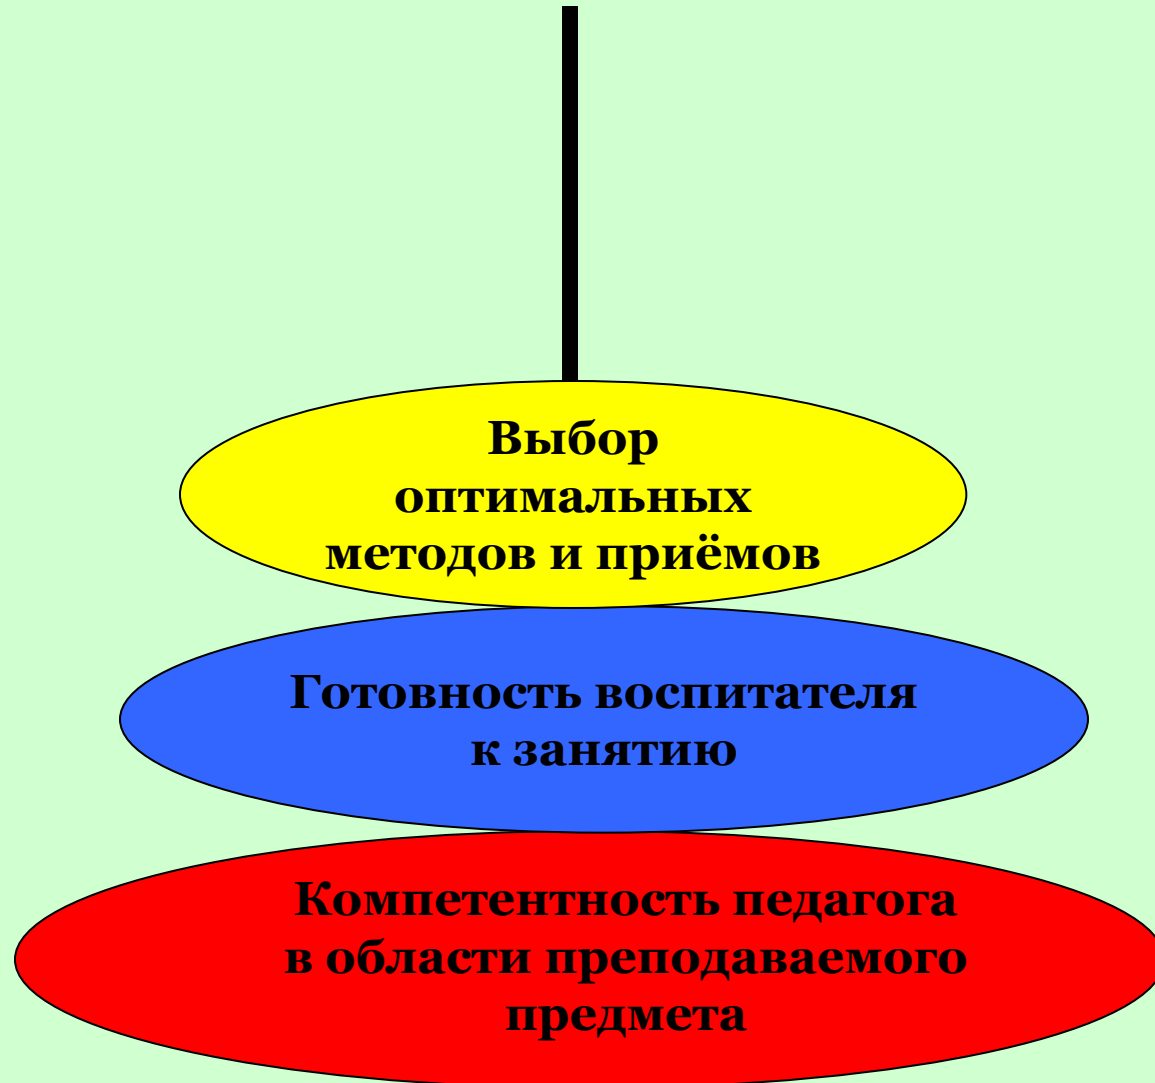 Выбор
оптимальных
методов и приёмов
Готовность воспитателя
к занятию
Компетентность педагога
в области преподаваемого
предмета